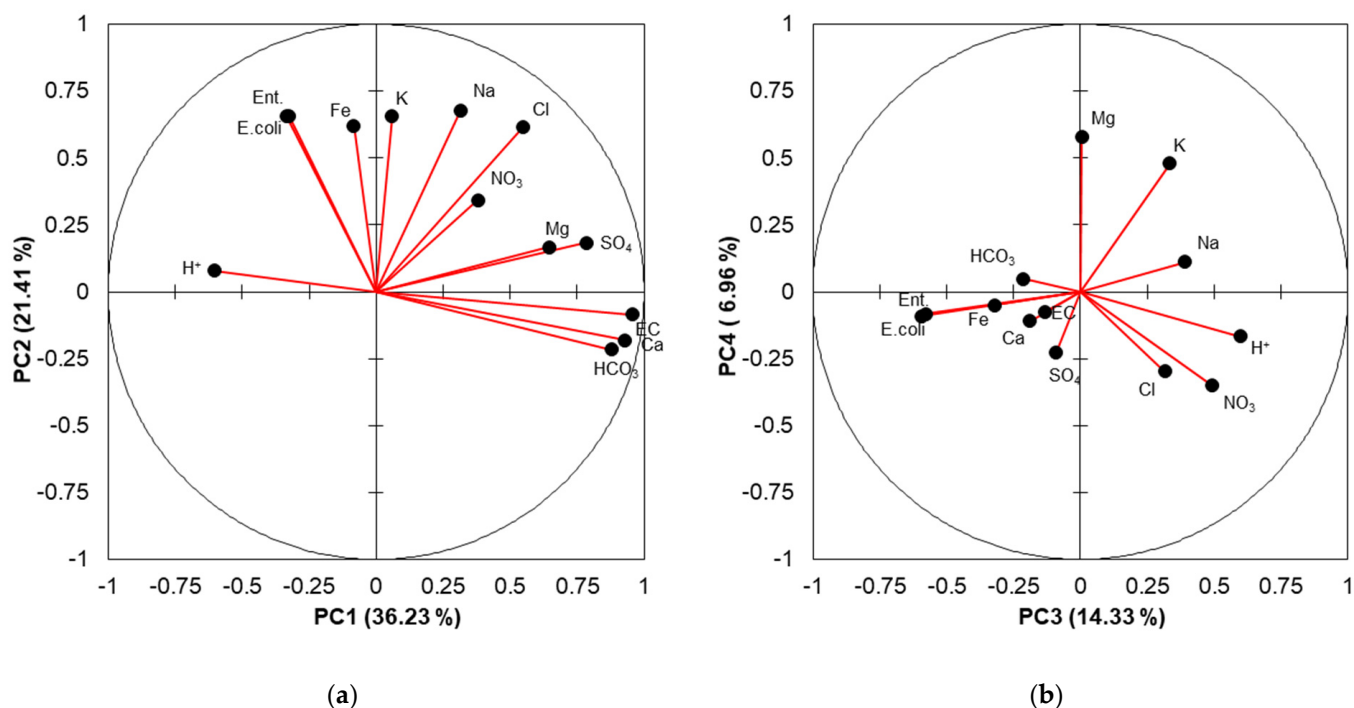 1
0.75
0.5
0.25
0
-0.25
-0.5
-0.75
-1
PC2 (21.41 %)
Ent.
E.coli
Fe
K
Na
Cl
NO₃
Mg
SO₄
H⁺
EC
Ca
HCO₃
-1 -0.75 -0.5 -0.25 0 0.25 0.5 0.75 1
PC1 (36.23 %)
(a)
1
0.75
0.5
0.25
0
-0.25
-0.5
-0.75
-1
PC4 ( 6.96 %)
Mg
K
Na
HCO₃
Ent.
E.coli
Fe
Ca
EC
SO₄
H⁺
Cl
NO₃
-1 -0.75 -0.5 -0.25 0 0.25 0.5 0.75 1
PC3 (14.33 %)
(b)